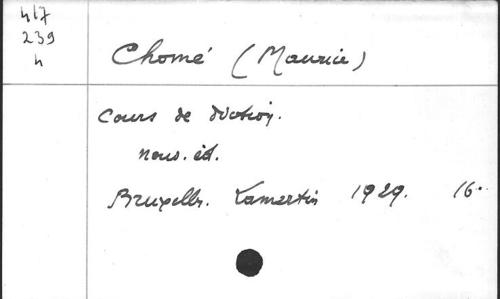 417
239
h
Chomé (Maurice)
Cours de diction.
nouv. éd.
Bruxelles. Lamertin 1929. 16°